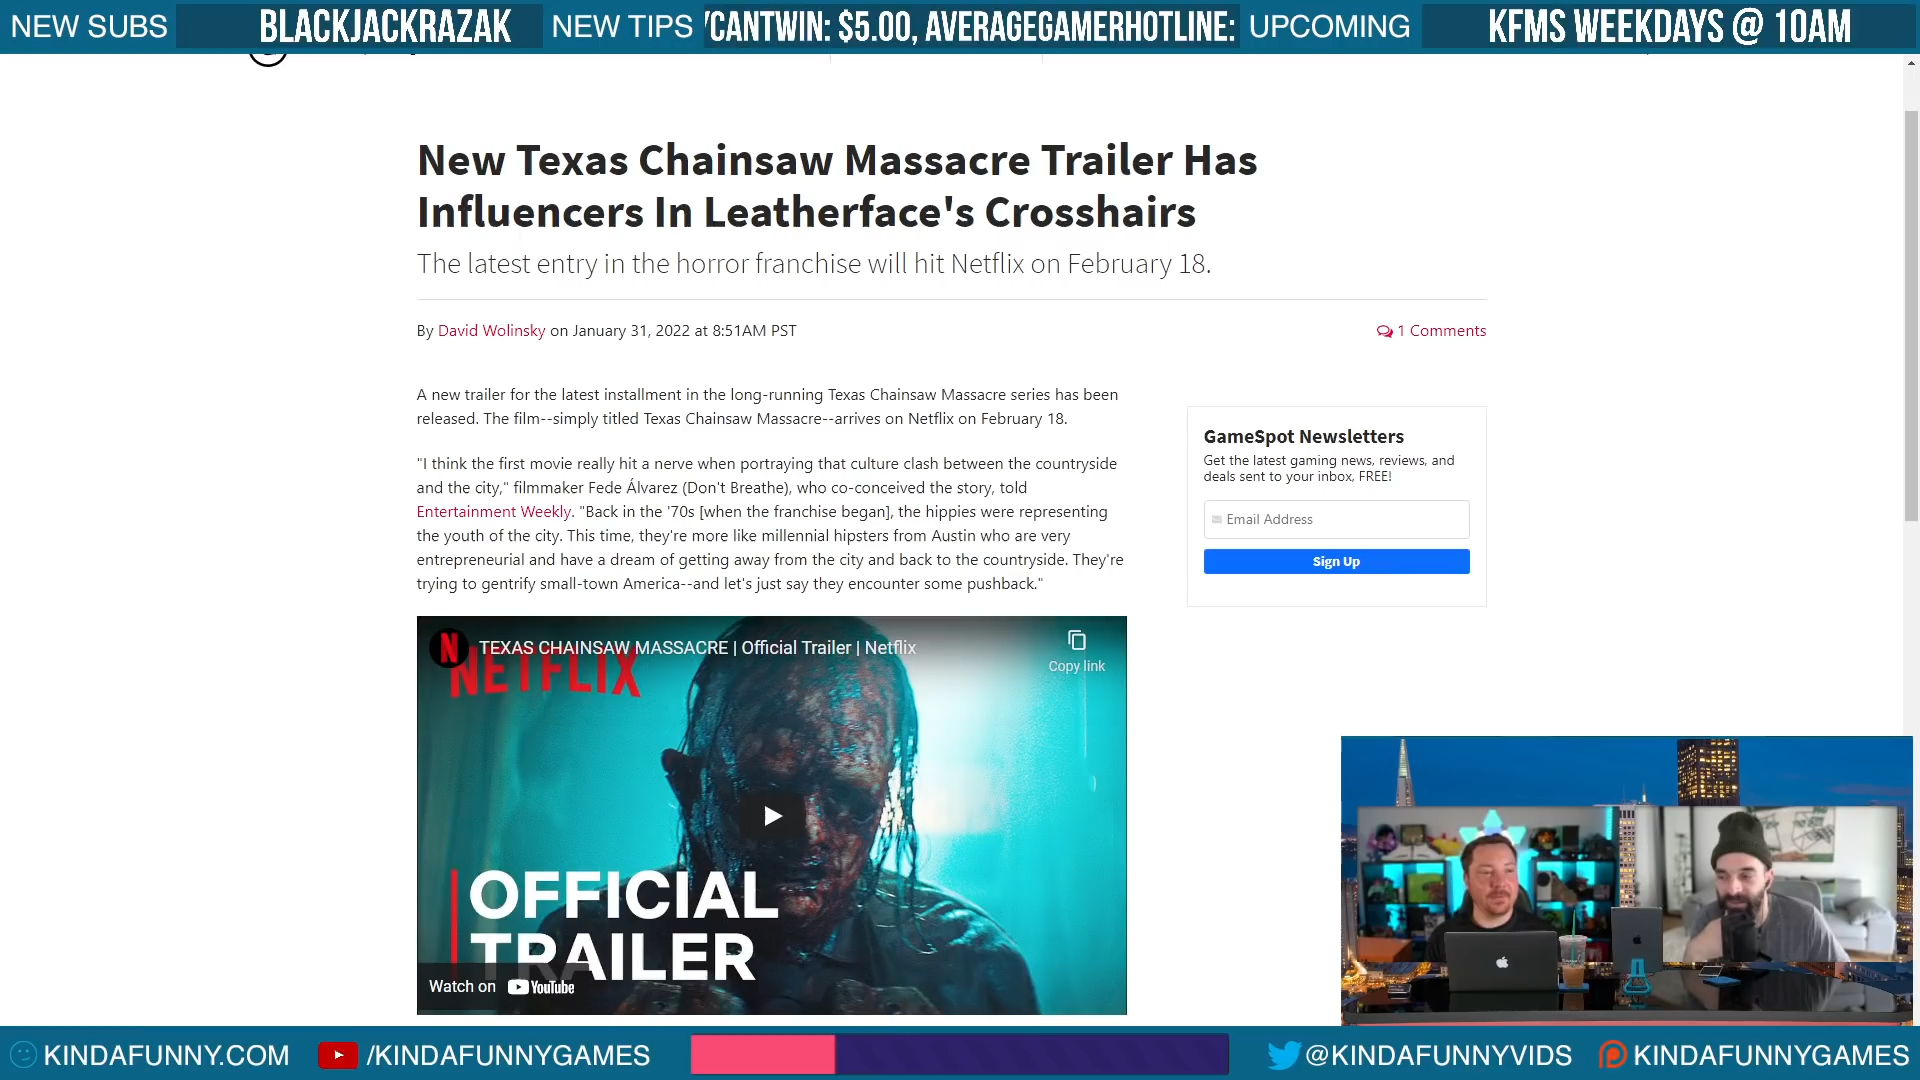 NEW SUBS BLACKJACKRAZAK NEW TIPS YCANTWIN: $5.00, AVERAGEGAMERHOTLINE: UPCOMING KFMS WEEKDAYS @ 10AM
New Texas Chainsaw Massacre Trailer Has
Influencers In Leatherface's Crosshairs
The latest entry in the horror franchise will hit Netflix on February 18.
By David Wolinsky on January 31, 2022 at 8:51AM PST
1 Comments
A new trailer for the latest installment in the long-running Texas Chainsaw Massacre series has been
released. The film--simply titled Texas Chainsaw Massacre--arrives on Netflix on February 18.
"I think the first movie really hit a nerve when portraying that culture clash between the countryside
and the city," filmmaker Fede Álvarez (Don't Breathe), who co-conceived the story, told
Entertainment Weekly. "Back in the '70s [when the franchise began], the hippies were representing
the youth of the city. This time, they're more like millennial hipsters from Austin who are very
entrepreneurial and have a dream of getting away from the city and back to the countryside. They're
trying to gentrify small-town America--and let's just say they encounter some pushback."
GameSpot Newsletters
Get the latest gaming news, reviews, and
deals sent to your inbox, FREE!
Email Address
Sign Up
TEXAS CHAINSAW MASSACRE | Official Trailer | Netflix
Copy link
NETFLIX
OFFICIAL
TRAILER
Watch on YouTube
KINDAFUNNY.COM /KINDAFUNNYGAMES @KINDAFUNNYVIDS KINDAFUNNYGAMES